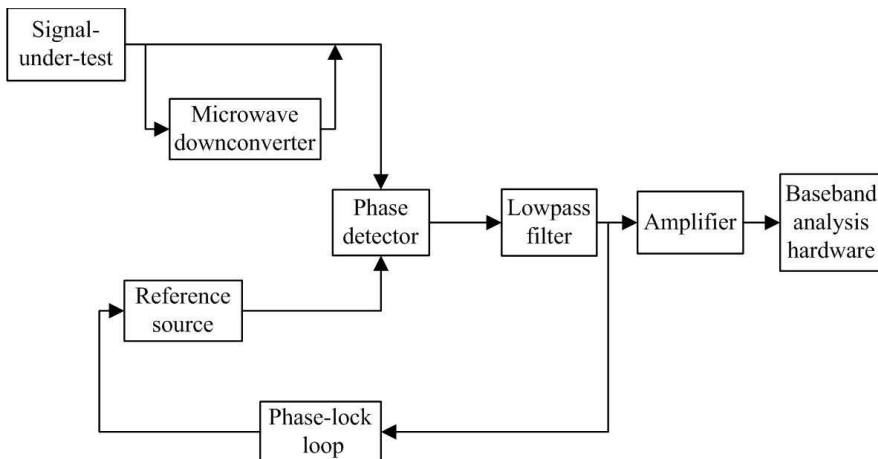 Signal-
under-test
Microwave
downconverter
Phase
detector
Lowpass
filter
Amplifier
Baseband
analysis
hardware
Reference
source
Phase-lock
loop